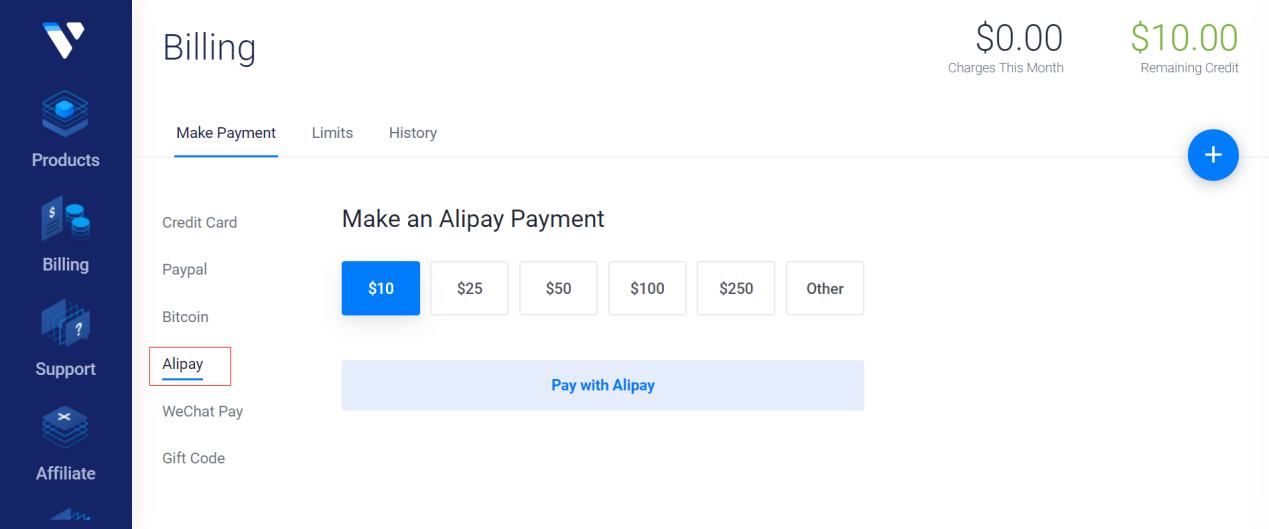 Billing
$0.00
Charges This Month
$10.00
Remaining Credit
Products
Billing
Support
Affiliate
Make Payment
Limits
History
+
Credit Card
Paypal
Bitcoin
Alipay
WeChat Pay
Gift Code
Make an Alipay Payment
$10
$25
$50
$100
$250
Other
Pay with Alipay